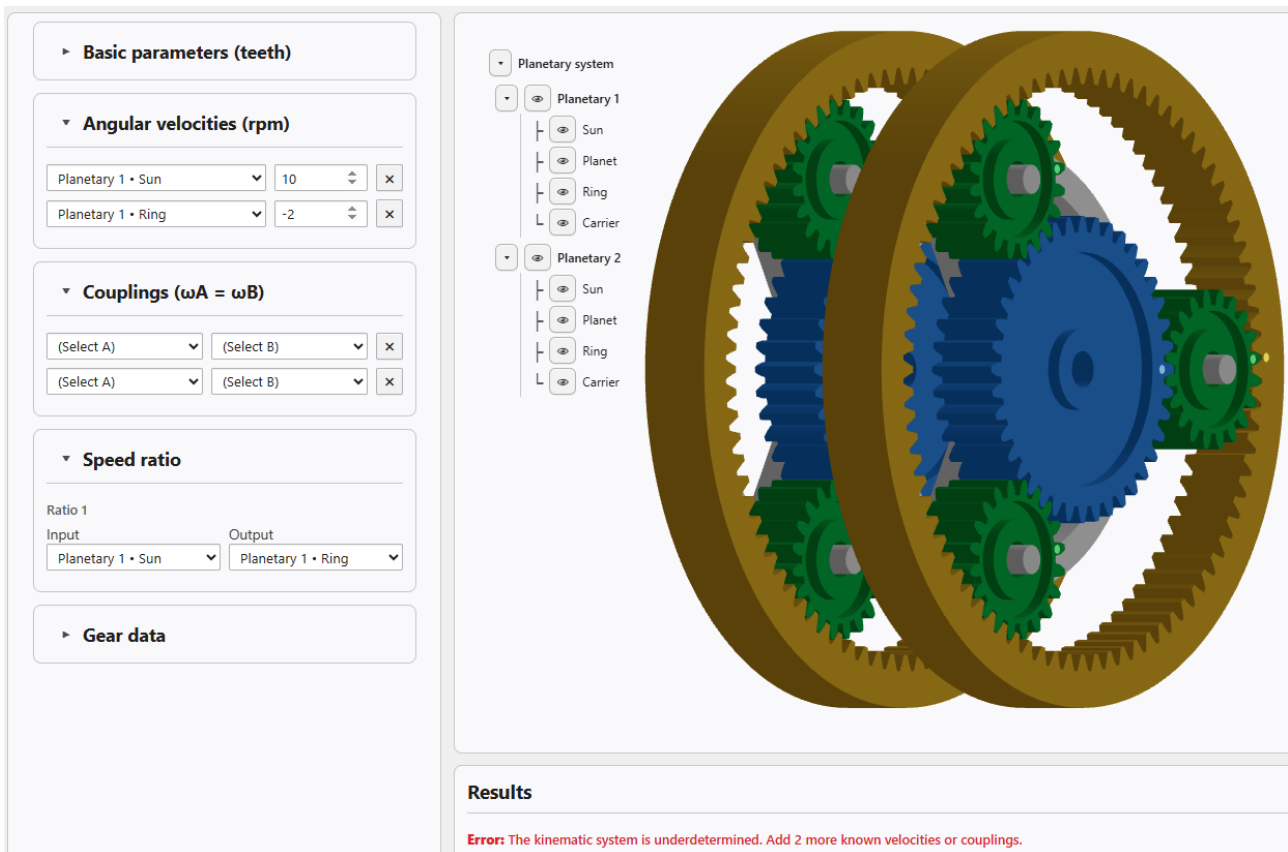 Basic parameters (teeth)
Angular velocities (rpm)
Planetary 1 • Sun 10
Planetary 1 • Ring -2
Couplings (ωA = ωB)
(Select A) (Select B)
(Select A) (Select B)
Speed ratio
Ratio 1
Input Output
Planetary 1 • Sun Planetary 1 • Ring
Gear data
Planetary system
Planetary 1
Sun
Planet
Ring
Carrier
Planetary 2
Sun
Planet
Ring
Carrier
Results
Error: The kinematic system is underdetermined. Add 2 more known velocities or couplings.